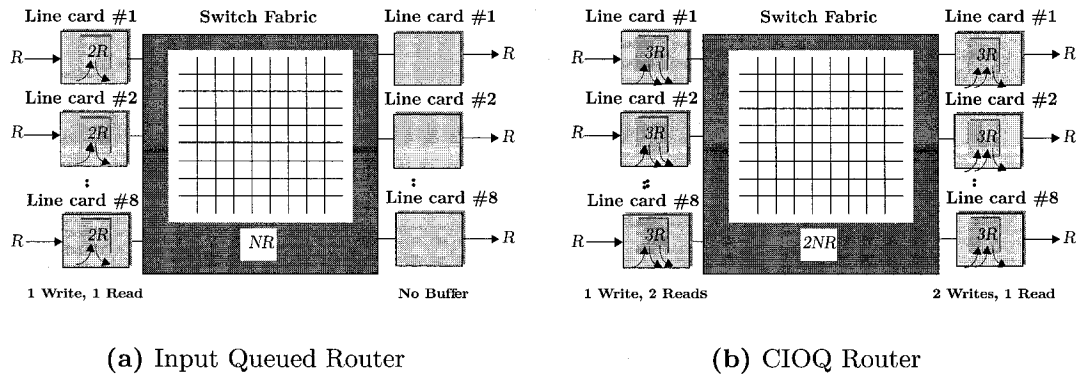 Line card #1 Switch Fabric Line card #1
R 2R R
Line card #2 Line card #2
R 2R R
Line card #8 Line card #8
R 2R NR R
1 Write, 1 Read No Buffer
(a) Input Queued Router
Line card #1 Switch Fabric Line card #1
R 3R 3R R
Line card #2 Line card #2
R 3R 3R R
Line card #8 Line card #8
R 3R 2NR 3R R
1 Write, 2 Reads 2 Writes, 1 Read
(b) CIOQ Router